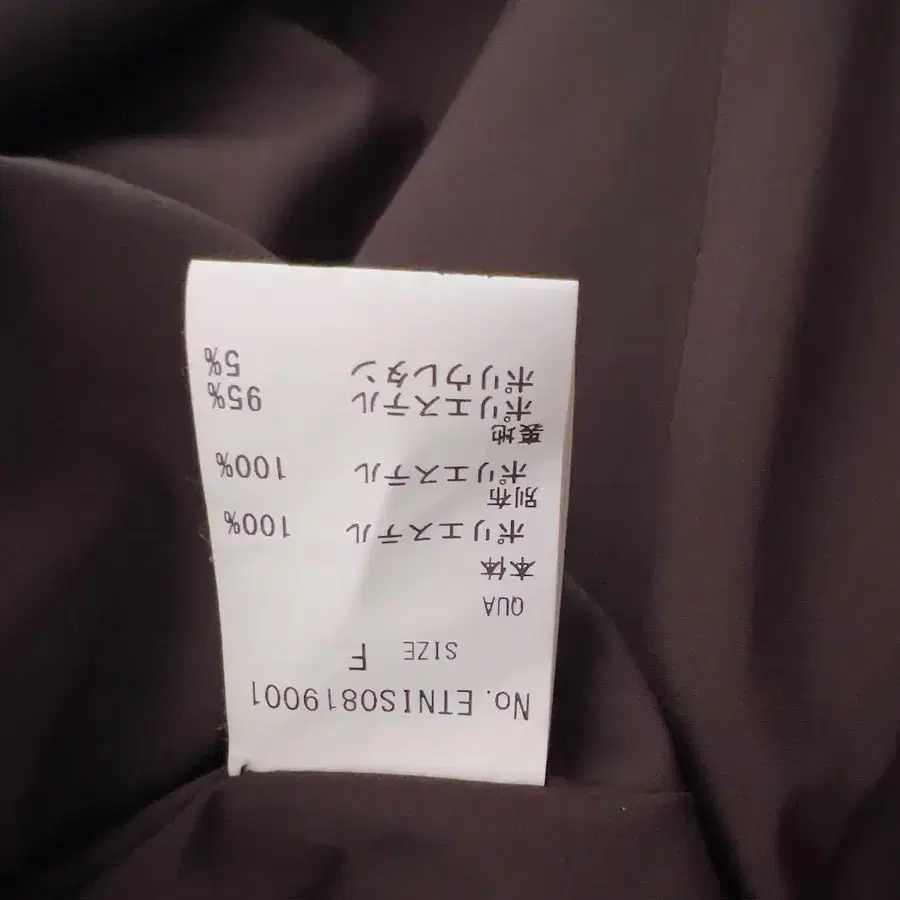 No. ETNIS0819001
SIZE F
QUA
本体
ポリエステル 100%
別布
ポリエステル 100%
裏地
ポリエステル 95%
ポリウレタン 5%